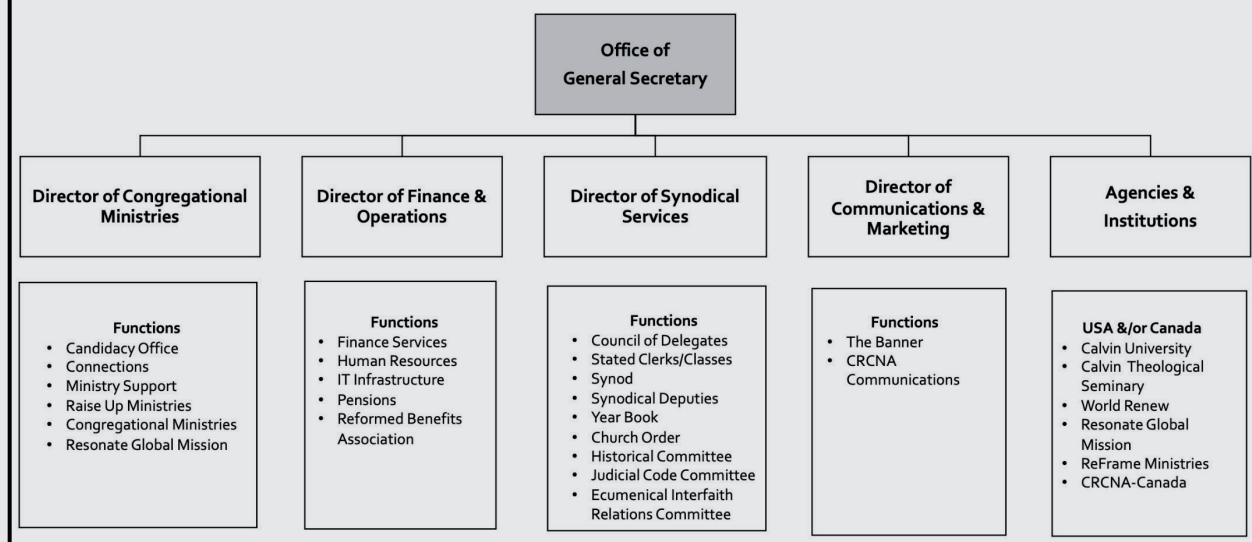 Office of
General Secretary
Director of Congregational
Ministries
Director of Finance &
Operations
Director of Synodical
Services
Director of
Communications &
Marketing
Agencies &
Institutions
Functions
• Candidacy Office
• Connections
• Ministry Support
• Raise Up Ministries
• Congregational Ministries
• Resonate Global Mission
Functions
• Finance Services
• Human Resources
• IT Infrastructure
• Pensions
• Reformed Benefits
Association
Functions
• Council of Delegates
• Stated Clerks/Classes
• Synod
• Synodical Deputies
• Year Book
• Church Order
• Historical Committee
• Judicial Code Committee
• Ecumenical Interfaith
Relations Committee
Functions
• The Banner
• CRCNA
Communications
USA &/or Canada
• Calvin University
• Calvin Theological
Seminary
• World Renew
• Resonate Global
Mission
• ReFrame Ministries
• CRCNA-Canada